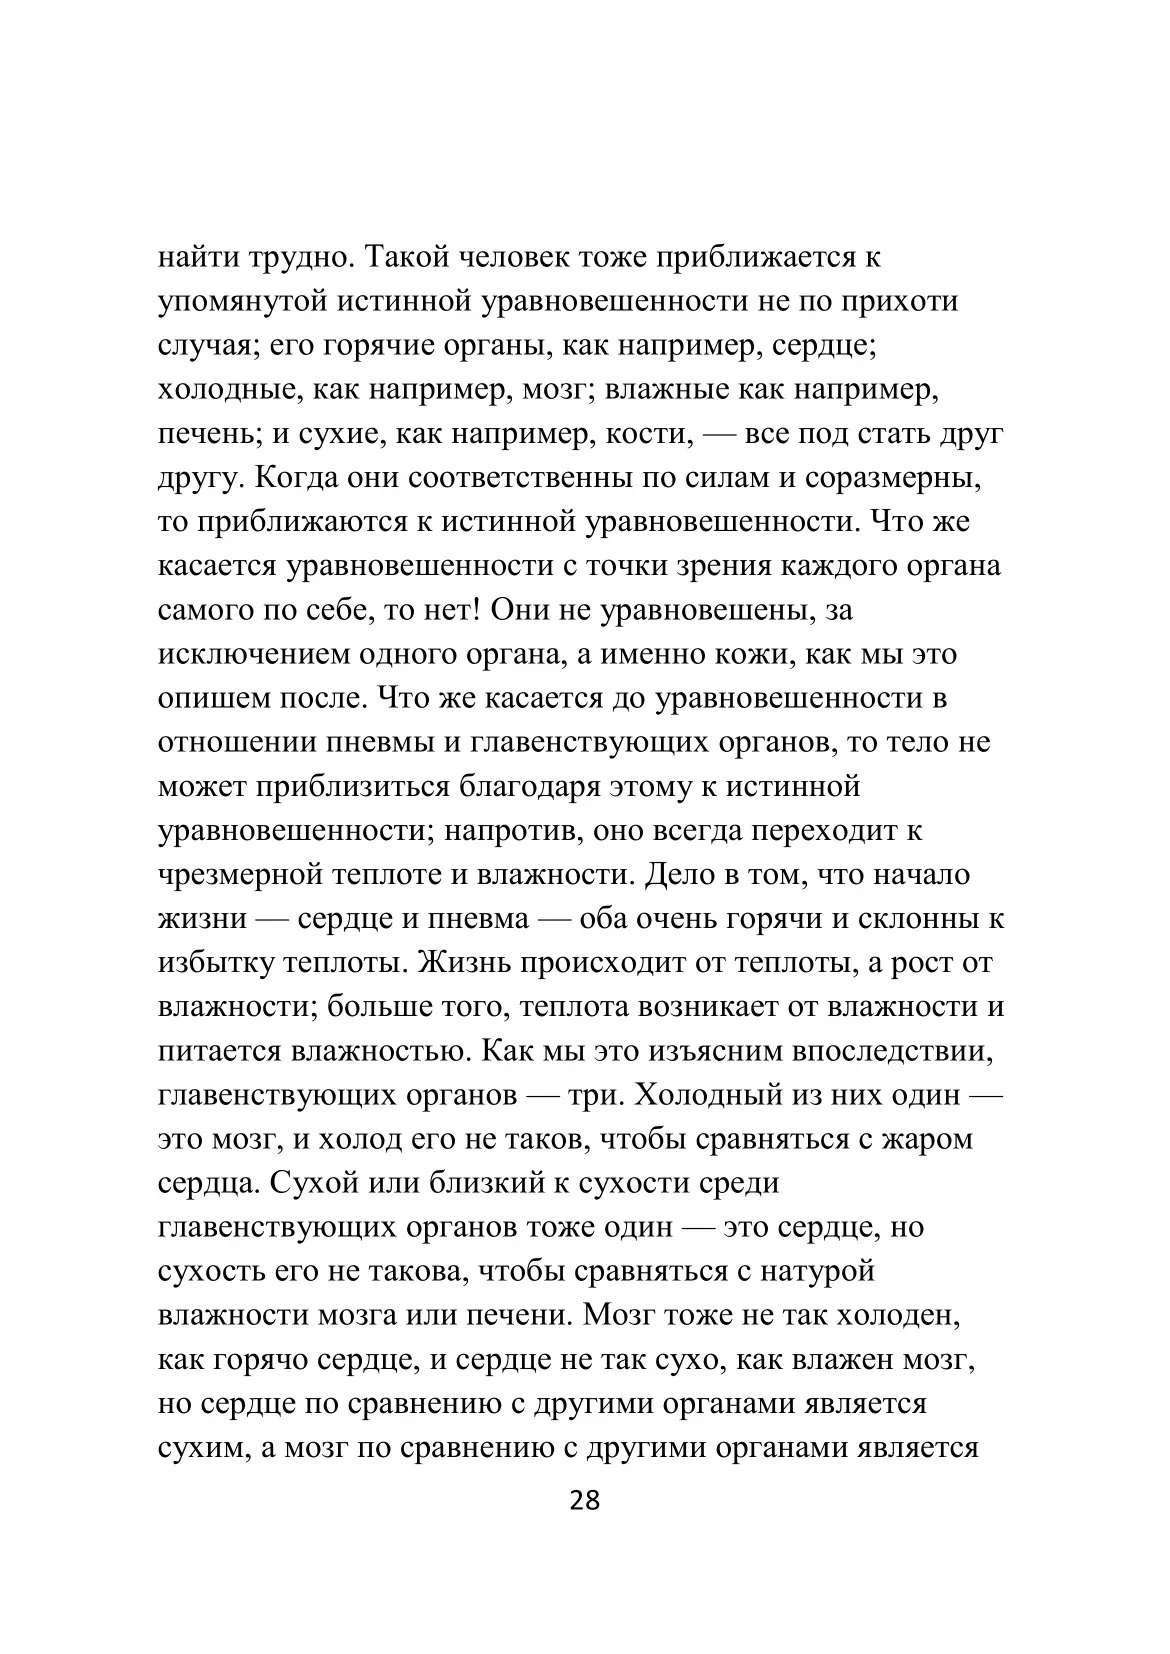 найти трудно. Такой человек тоже приближается к
упомянутой истинной уравновешенности не по прихоти
случая; его горячие органы, как например, сердце;
холодные, как например, мозг; влажные как например,
печень; и сухие, как например, кости, — все под стать друг
другу. Когда они соответственны по силам и соразмерны,
то приближаются к истинной уравновешенности. Что же
касается уравновешенности с точки зрения каждого органа
самого по себе, то нет! Они не уравновешены, за
исключением одного органа, а именно кожи, как мы это
опишем после. Что же касается до уравновешенности в
отношении пневмы и главенствующих органов, то тело не
может приблизиться благодаря этому к истинной
уравновешенности; напротив, оно всегда переходит к
чрезмерной теплоте и влажности. Дело в том, что начало
жизни — сердце и пневма — оба очень горячи и склонны к
избытку теплоты. Жизнь происходит от теплоты, а рост от
влажности; больше того, теплота возникает от влажности и
питается влажностью. Как мы это изъясним впоследствии,
главенствующих органов — три. Холодный из них один —
это мозг, и холод его не таков, чтобы сравняться с жаром
сердца. Сухой или близкий к сухости среди
главенствующих органов тоже один — это сердце, но
сухость его не такова, чтобы сравняться с натурой
влажности мозга или печени. Мозг тоже не так холоден,
как горячо сердце, и сердце не так сухо, как влажен мозг,
но сердце по сравнению с другими органами является
сухим, а мозг по сравнению с другими органами является
28